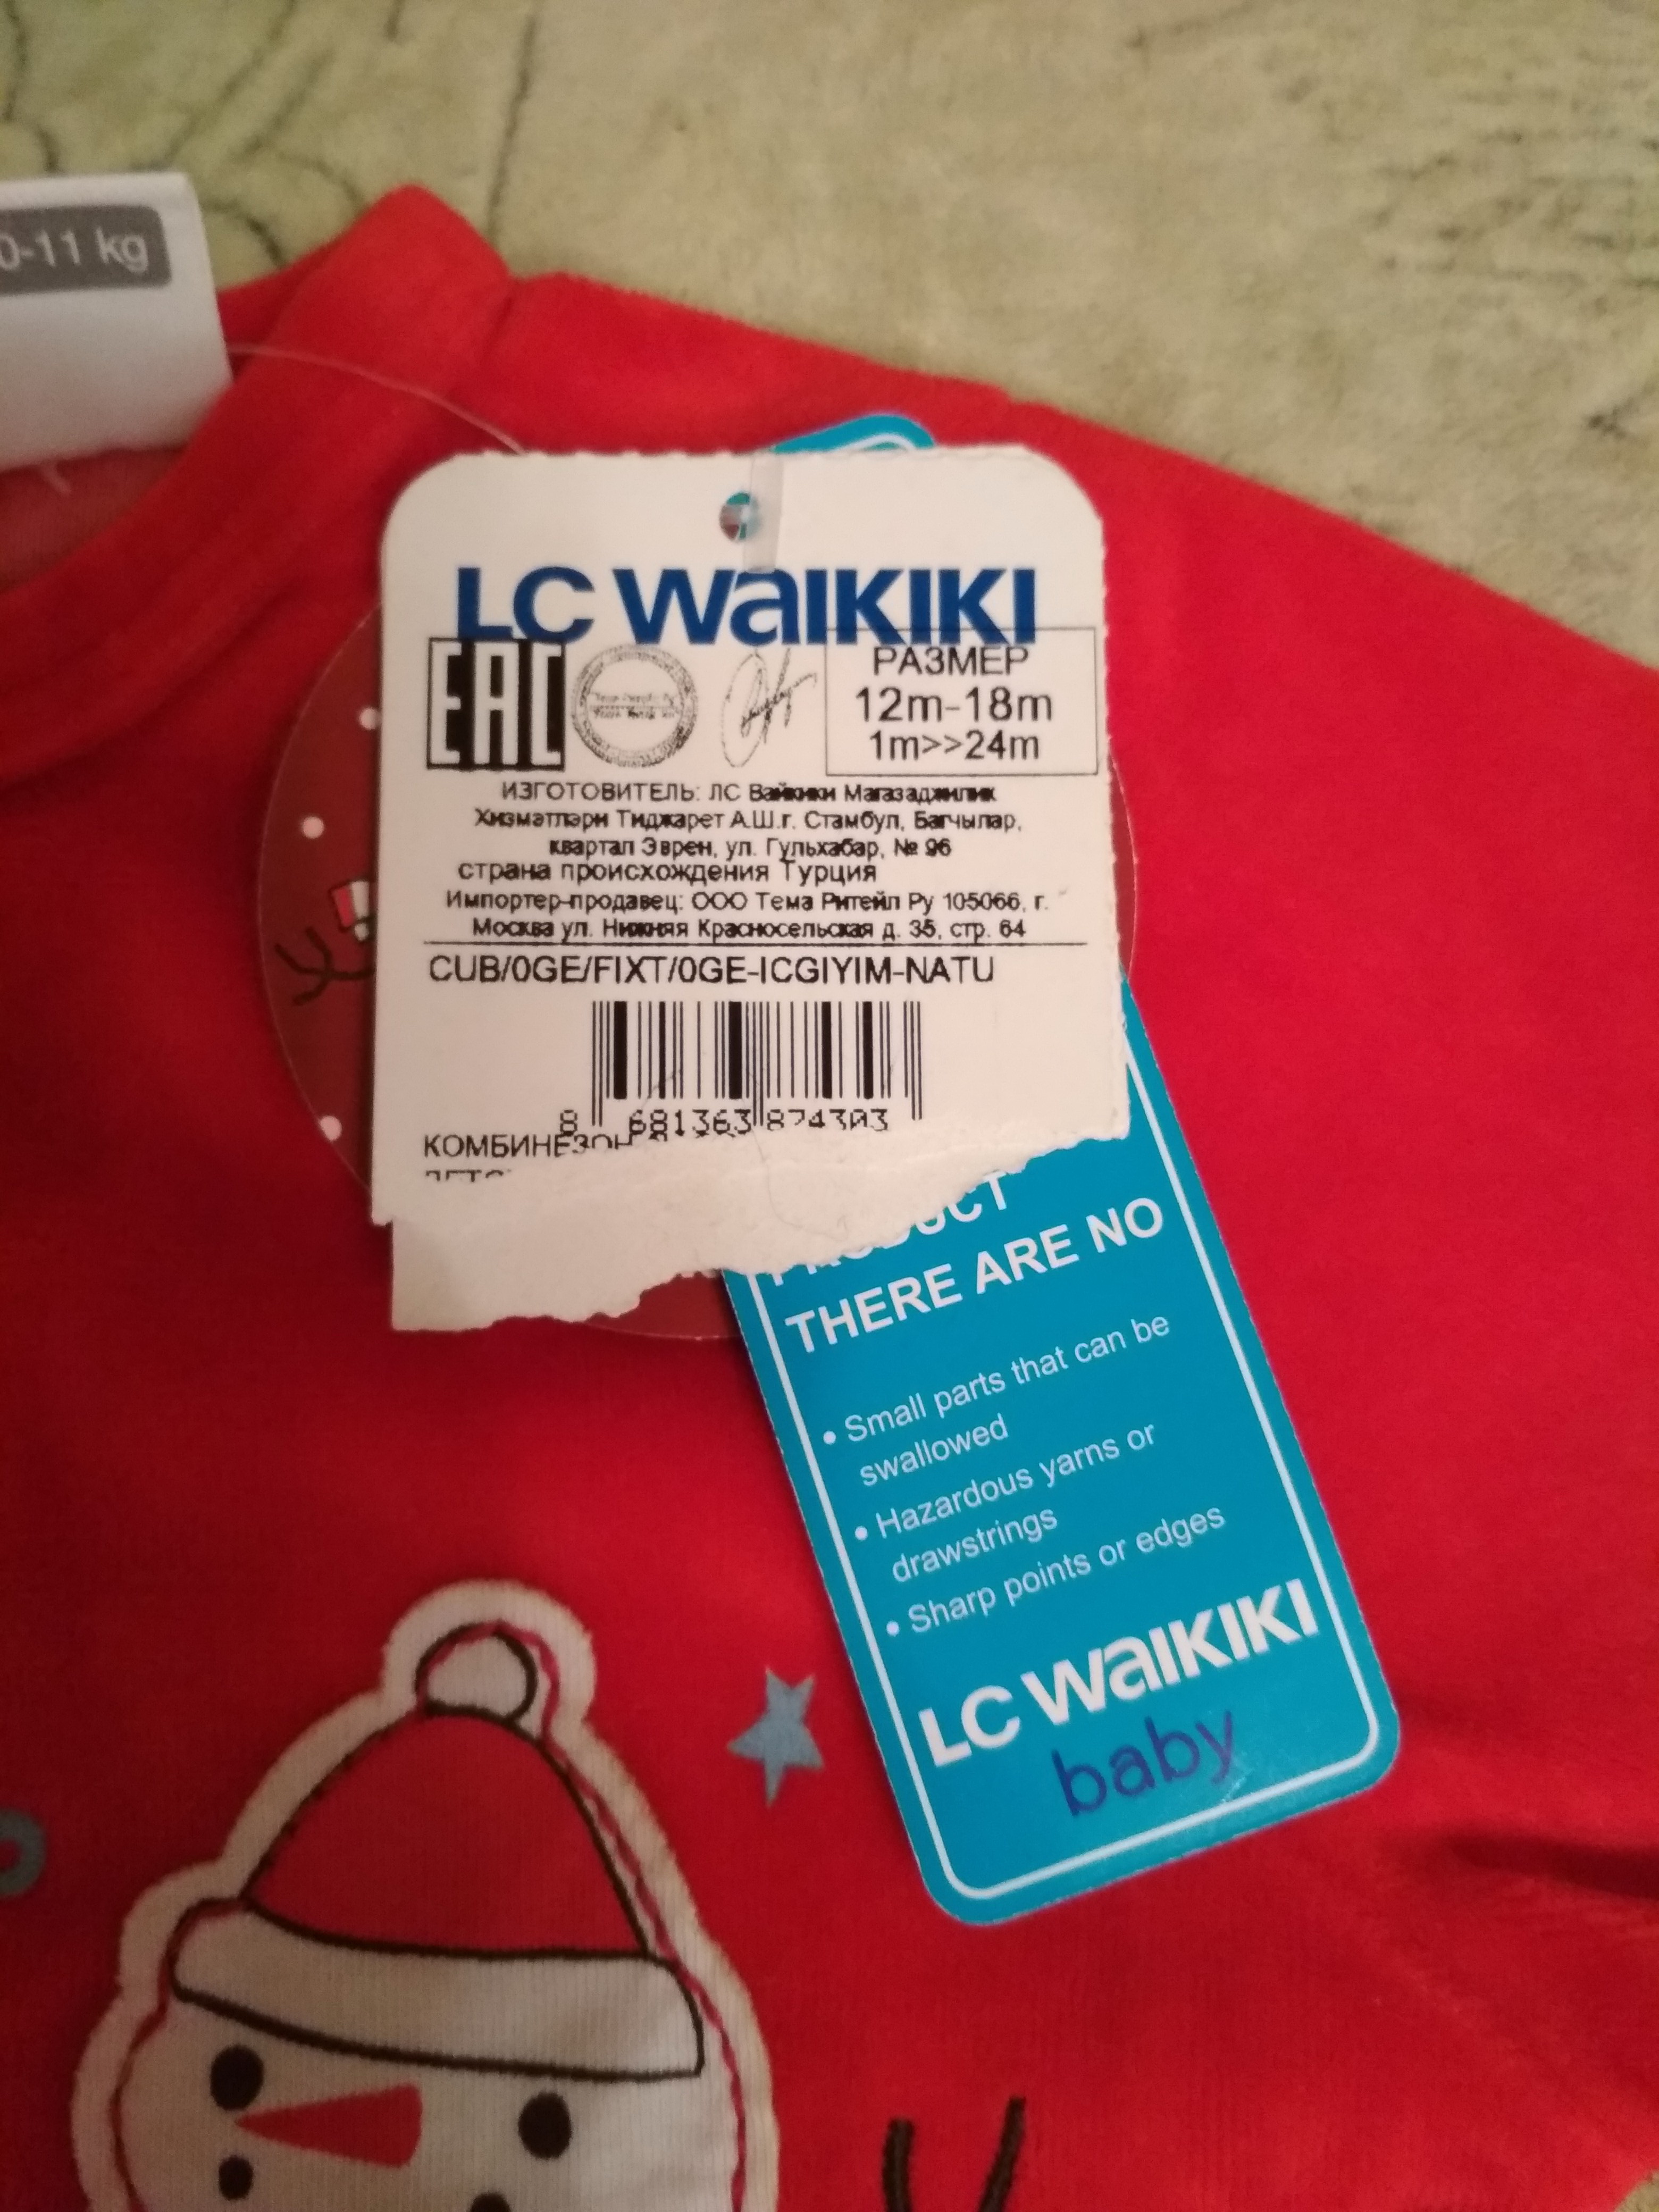 0-11 kg
LC WAIKIKI
EAC
РАЗМЕР
12m-18m
1m>>24m
ИЗГОТОВИТЕЛЬ: ЛС Вайкики Магазаджилик
Хизмэтлэри Тиджарет А.Ш.г. Стамбул, Багчылар,
квартал Эврен, ул. Гульхабар, № 96
страна происхождения Турция
Импортер-продавец: ООО Тема Ритейл Ру 105066, г.
Москва ул. Нижняя Красносельская д. 35, стр. 64
CUB/0GE/FIXT/0GE-ICGIYIM-NATU
8 681363 874303
КОМБИНЕЗОН
PRODUCT
THERE ARE NO
• Small parts that can be
swallowed
• Hazardous yarns or
drawstrings
• Sharp points or edges
LC WAIKIKI
baby